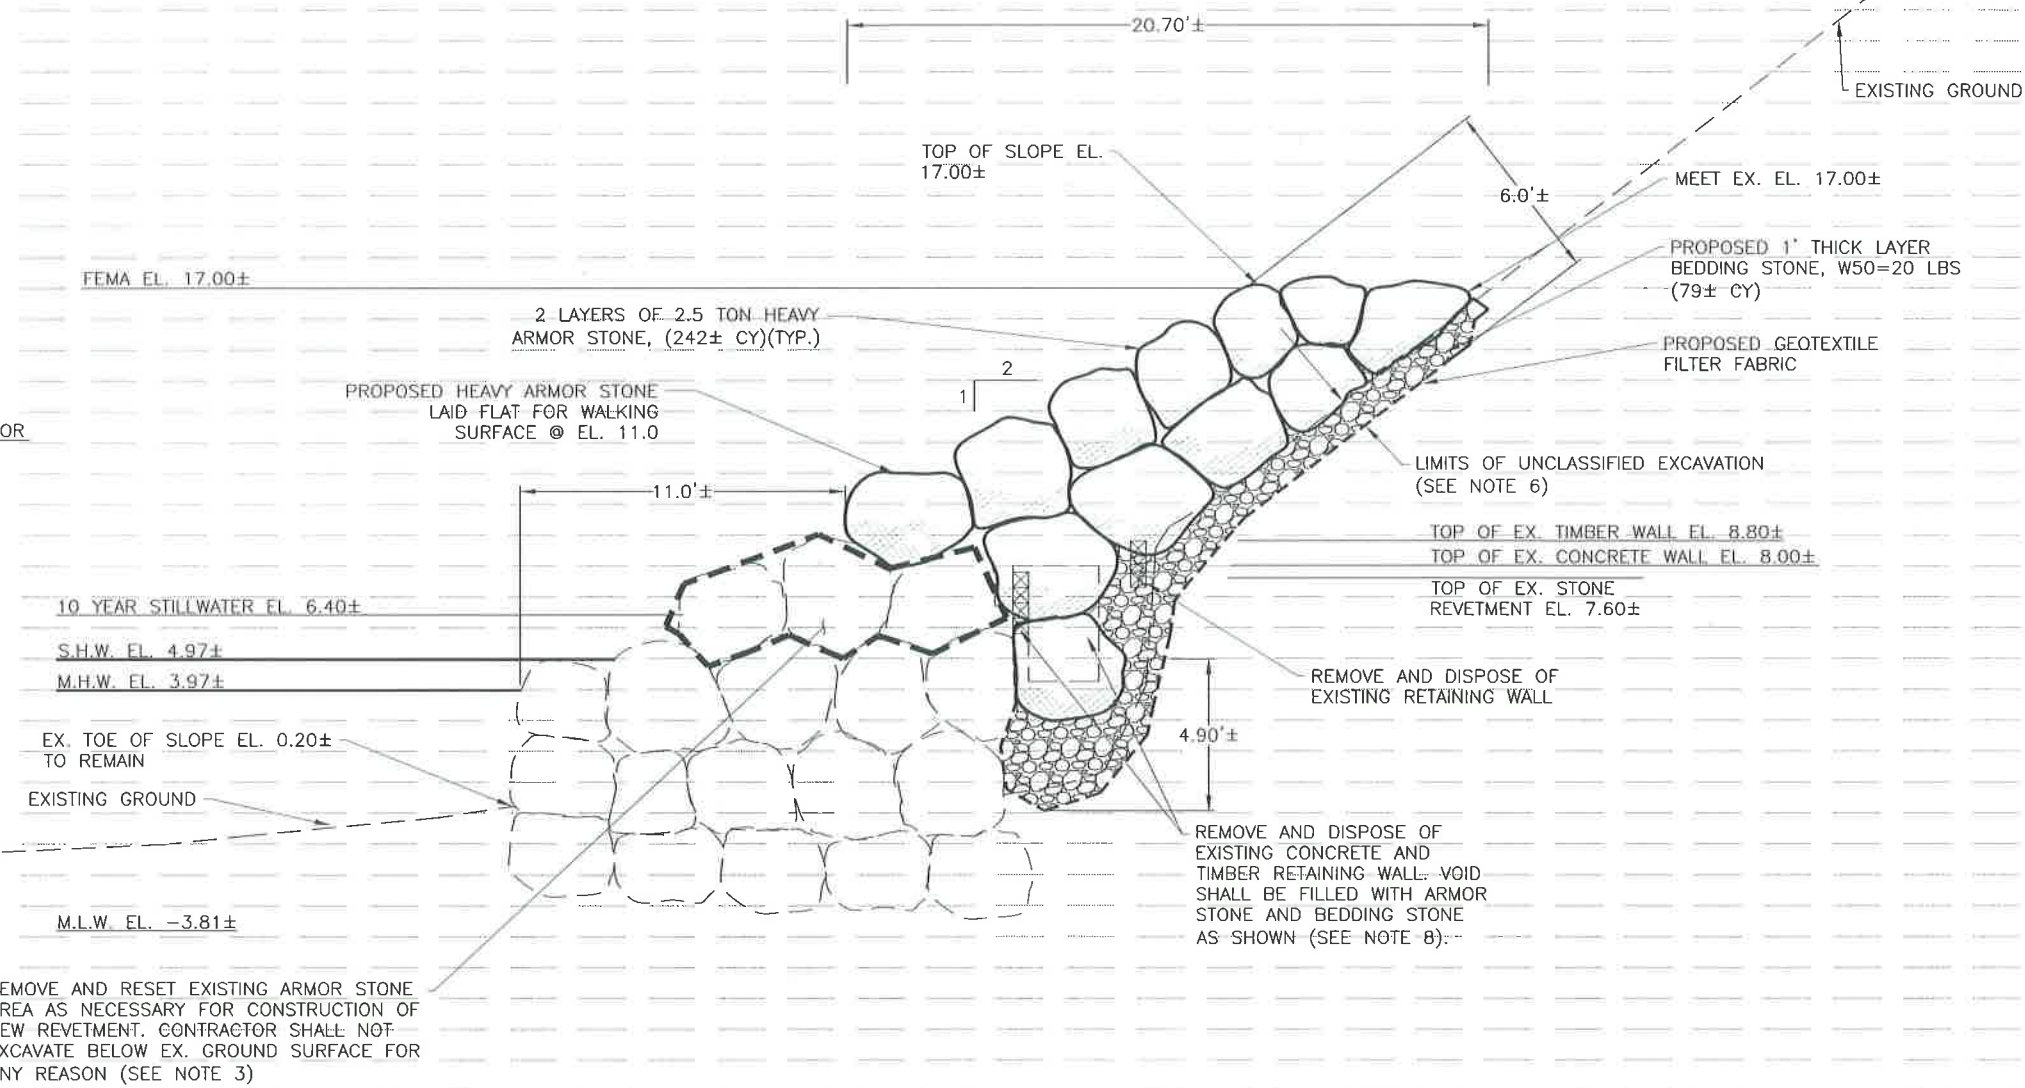 20.70'±
EXISTING GROUND
TOP OF SLOPE EL.
17.00±
6.0'±
MEET EX. EL. 17.00±
PROPOSED 1' THICK LAYER
BEDDING STONE, W50=20 LBS
(79± CY)
FEMA EL. 17.00±
2 LAYERS OF 2.5 TON HEAVY
ARMOR STONE, (242± CY)(TYP.)
PROPOSED GEOTEXTILE
FILTER FABRIC
2
1
PROPOSED HEAVY ARMOR STONE
LAID FLAT FOR WALKING
SURFACE @ EL. 11.0
OR
LIMITS OF UNCLASSIFIED EXCAVATION
(SEE NOTE 6)
11.0'±
TOP OF EX. TIMBER WALL EL. 8.80±
TOP OF EX. CONCRETE WALL EL. 8.00±
TOP OF EX. STONE
REVETMENT EL. 7.60±
10 YEAR STILLWATER EL. 6.40±
S.H.W. EL. 4.97±
M.H.W. EL. 3.97±
REMOVE AND DISPOSE OF
EXISTING RETAINING WALL
EX. TOE OF SLOPE EL. 0.20±
TO REMAIN
4.90'±
EXISTING GROUND
REMOVE AND DISPOSE OF
EXISTING CONCRETE AND
TIMBER RETAINING WALL. VOID
SHALL BE FILLED WITH ARMOR
STONE AND BEDDING STONE
AS SHOWN (SEE NOTE 8).
M.L.W. EL. -3.81±
EMOVE AND RESET EXISTING ARMOR STONE
REA AS NECESSARY FOR CONSTRUCTION OF
EW REVETMENT. CONTRACTOR SHALL NOT
XCAVATE BELOW EX. GROUND SURFACE FOR
NY REASON (SEE NOTE 3)